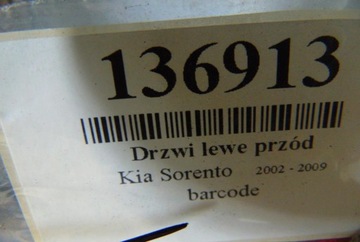 136913
Drzwi lewe przód
Kia Sorento 2002 - 2009
barcode